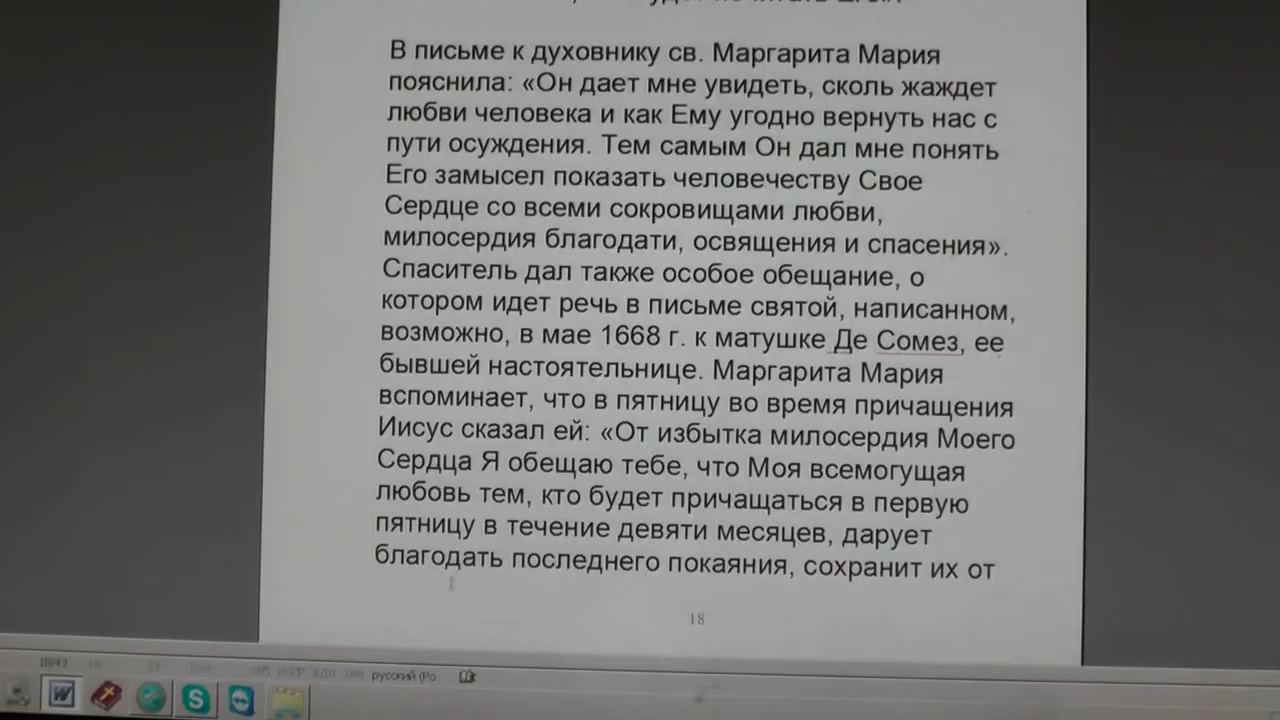 В письме к духовнику св. Маргарита Мария
пояснила: «Он дает мне увидеть, сколь жаждет
любви человека и как Ему угодно вернуть нас с
пути осуждения. Тем самым Он дал мне понять
Его замысел показать человечеству Свое
Сердце со всеми сокровищами любви,
милосердия благодати, освящения и спасения».
Спаситель дал также особое обещание, о
котором идет речь в письме святой, написанном,
возможно, в мае 1668 г. к матушке Де Сомез, ее
бывшей настоятельнице. Маргарита Мария
вспоминает, что в пятницу во время причащения
Иисус сказал ей: «От избытка милосердия Моего
Сердца Я обещаю тебе, что Моя всемогущая
любовь тем, кто будет причащаться в первую
пятницу в течение девяти месяцев, дарует
благодать последнего покаяния, сохранит их от
18
18/43
русский (Ро